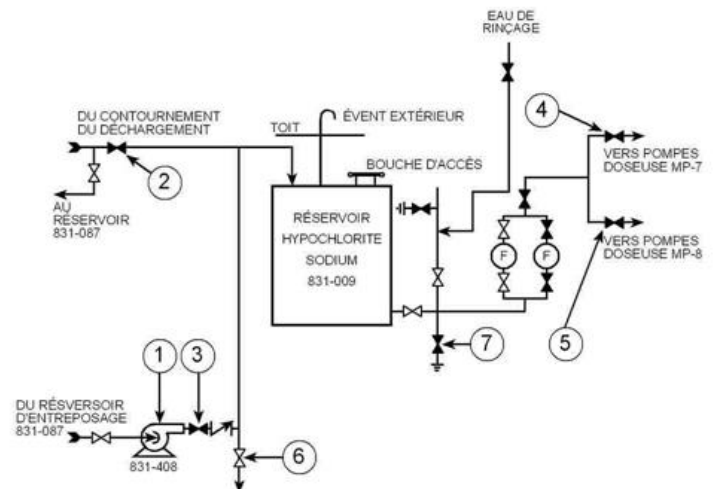 EAU DE
RINÇAGE
DU CONTOURNEMENT
DU DÉCHARGEMENT
TOIT
ÉVENT EXTÉRIEUR
4
BOUCHE D'ACCÈS
VERS POMPES
DOSEUSE MP-7
2
AU
RÉSERVOIR
831-087
RÉSERVOIR
HYPOCHLORITE
SODIUM
831-009
F
F
VERS POMPES
DOSEUSE MP-8
1
3
7
5
DU RÉSVERSOIR
D'ENTREPOSAGE
831-087
831-408
6